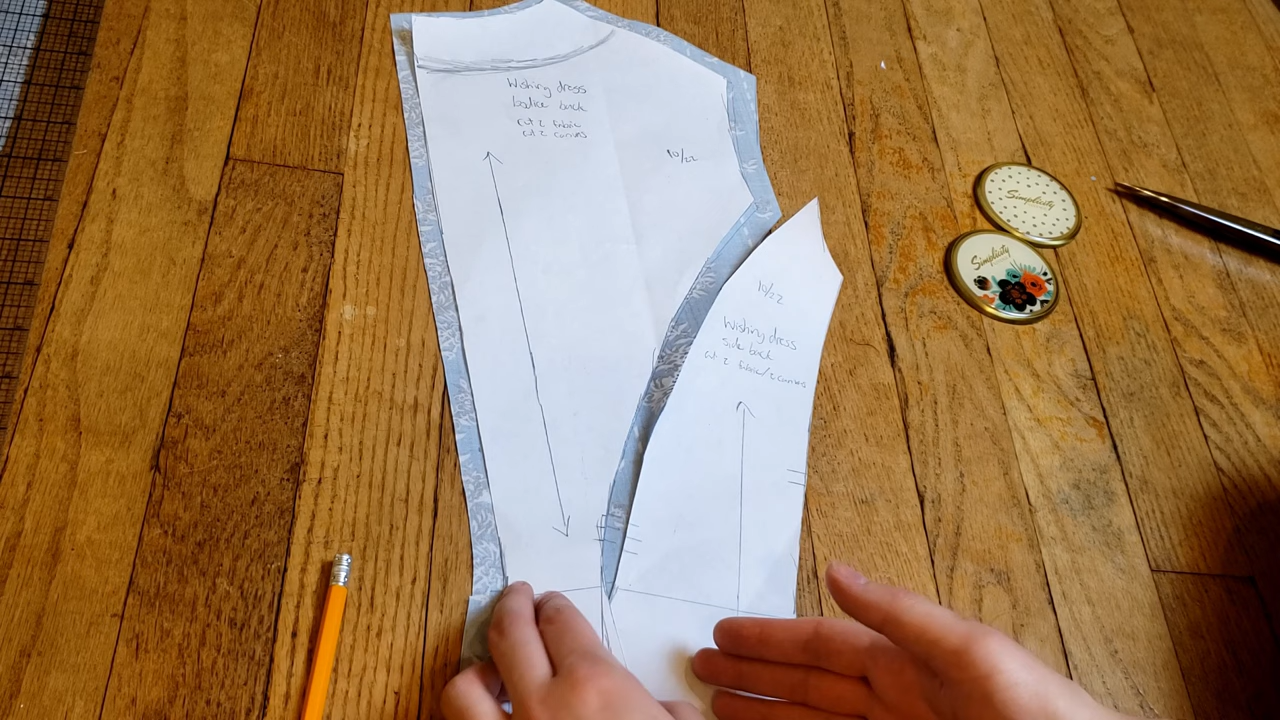 Wishing dress
bodice back
cut 2 fabric
cut 2 canvas
10/22
10/22
Wishing dress
side back
cut 2 fabric/2 canvas
Simplicity
Simplicity